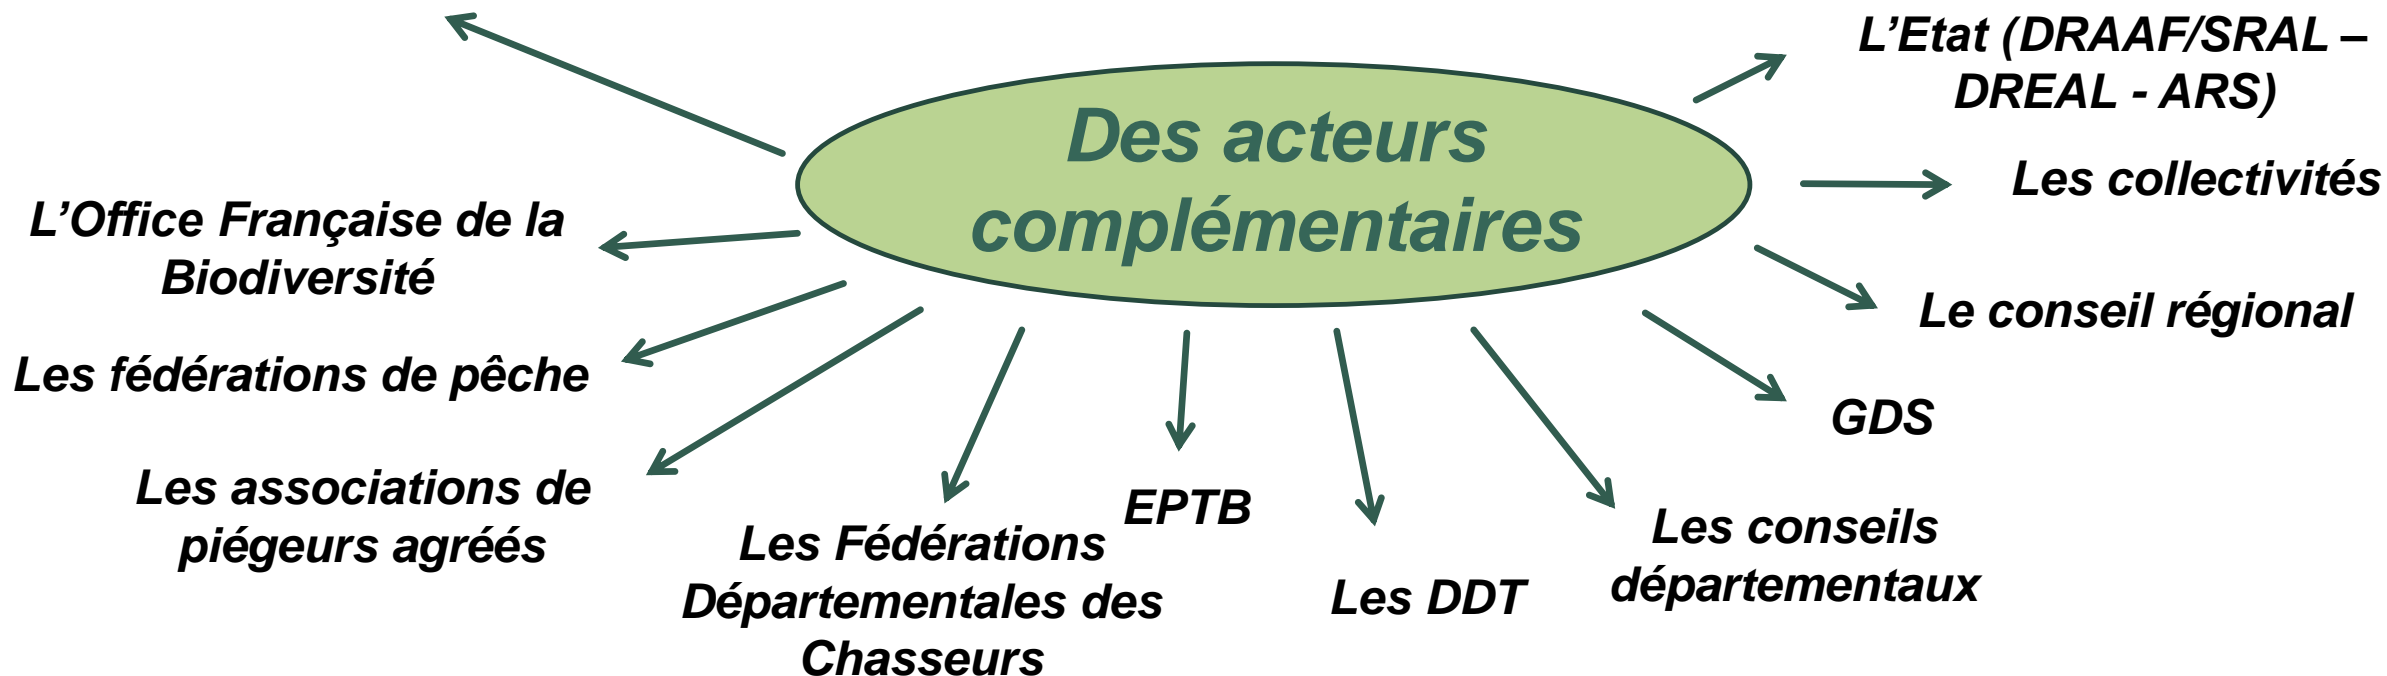 L’Etat (DRAAF/SRAL –
DREAL - ARS)
Des acteurs
complémentaires
Les collectivités
L’Office Française de la
Biodiversité
Le conseil régional
Les fédérations de pêche
GDS
Les associations de
piégeurs agréés
EPTB
Les Fédérations
Départementales des
Chasseurs
Les DDT
Les conseils
départementaux